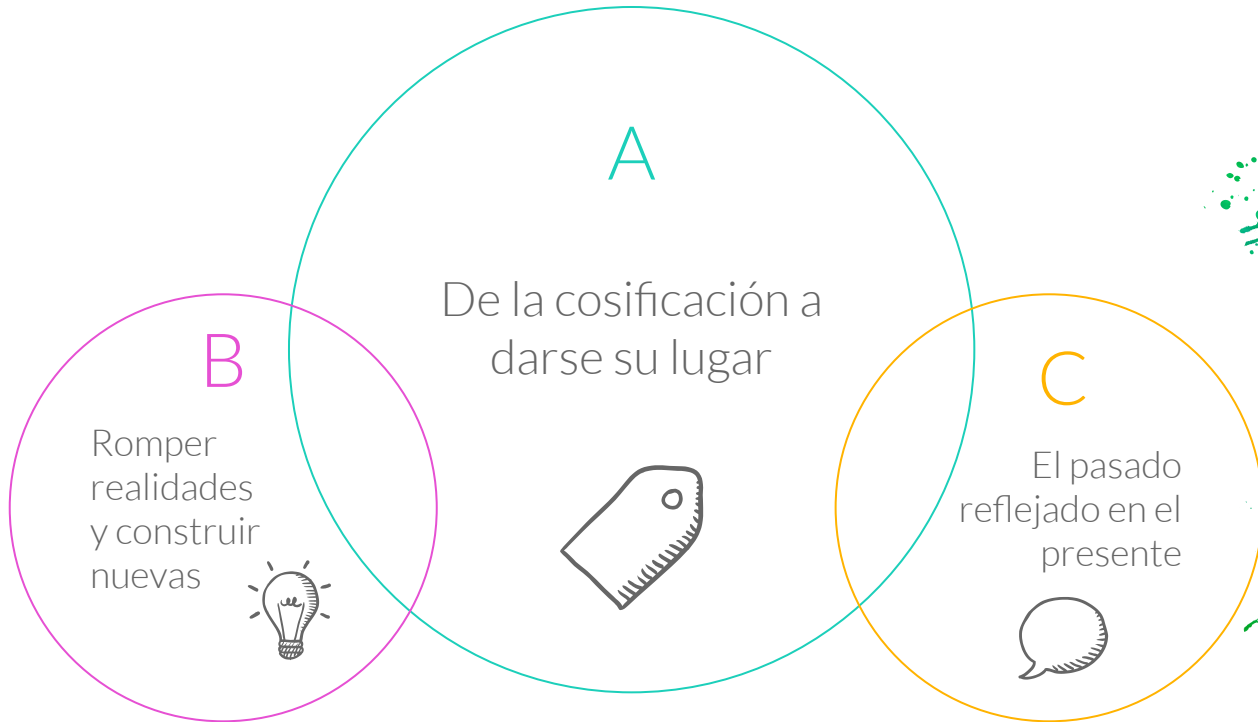 A
De la cosificación a
darse su lugar
B
Romper
realidades
y construir
nuevas
C
El pasado
reflejado en el
presente